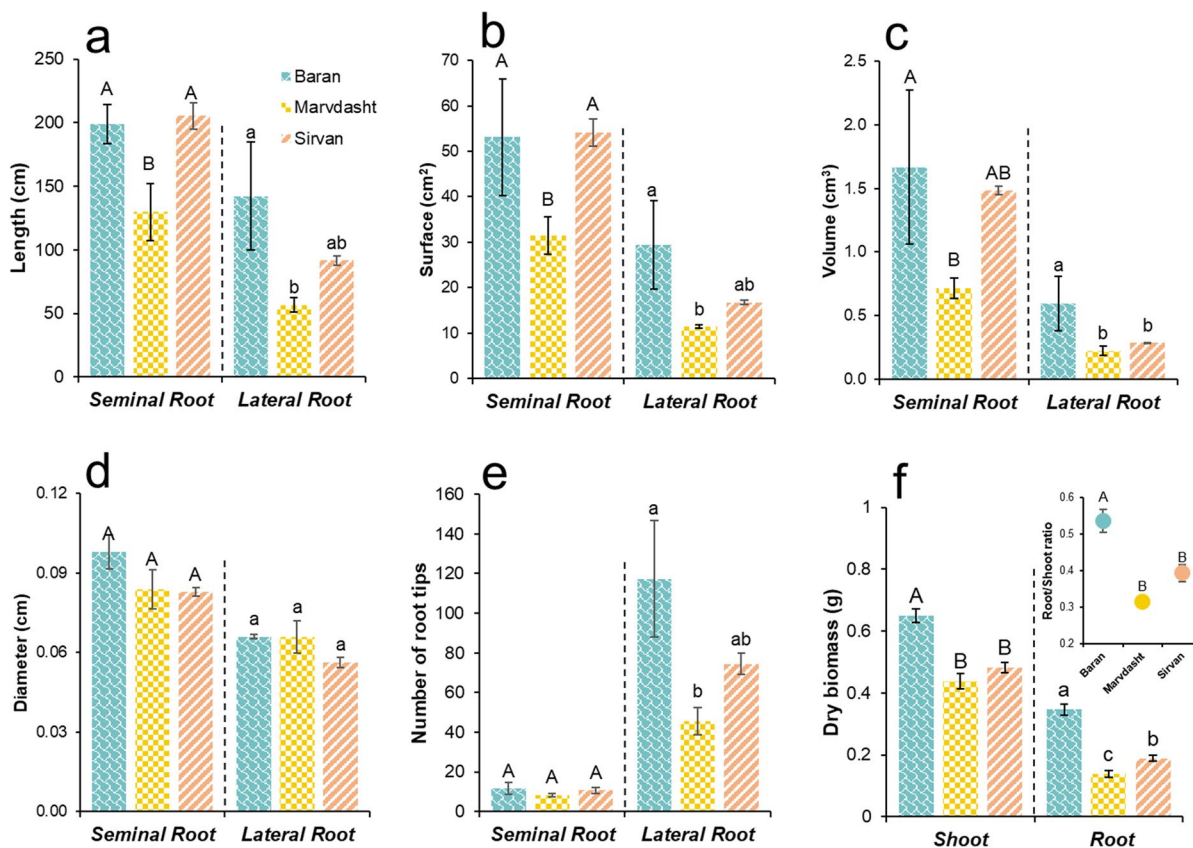 a
250
200
150
100
50
0
Length (cm)
Baran
Marvdasht
Sirvan
A
B
A
a
b
ab
Seminal Root
Lateral Root
b
70
60
50
40
30
20
10
0
Surface (cm²)
A
B
A
a
b
ab
Seminal Root
Lateral Root
c
2.5
2.0
1.5
1.0
0.5
0.0
Volume (cm³)
A
B
AB
a
b
b
Seminal Root
Lateral Root
d
0.12
0.09
0.06
0.03
0.00
Diameter (cm)
A
A
A
a
a
a
Seminal Root
Lateral Root
e
160
140
120
100
80
60
40
20
0
Number of root tips
A
A
A
a
b
ab
Seminal Root
Lateral Root
f
1
0.8
0.6
0.4
0.2
0
Dry biomass (g)
A
B
B
a
c
b
Shoot
Root
0.6
0.5
0.4
0.3
0.2
Root/Shoot ratio
A
B
B
Baran
Marvdasht
Sirvan